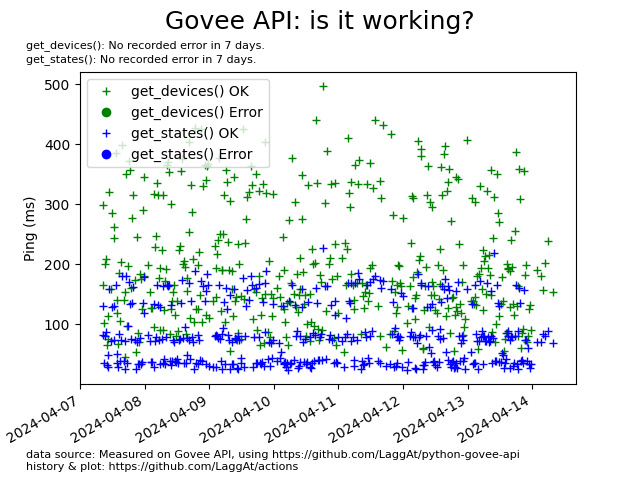 Govee API: is it working?
get_devices(): No recorded error in 7 days.
get_states(): No recorded error in 7 days.
get_devices() OK
get_devices() Error
get_states() OK
get_states() Error
500
400
300
200
100
Ping (ms)
2024-04-07
2024-04-08
2024-04-09
2024-04-10
2024-04-11
2024-04-12
2024-04-13
2024-04-14
data source: Measured on Govee API, using https://github.com/LaggAt/python-govee-api
history & plot: https://github.com/LaggAt/actions